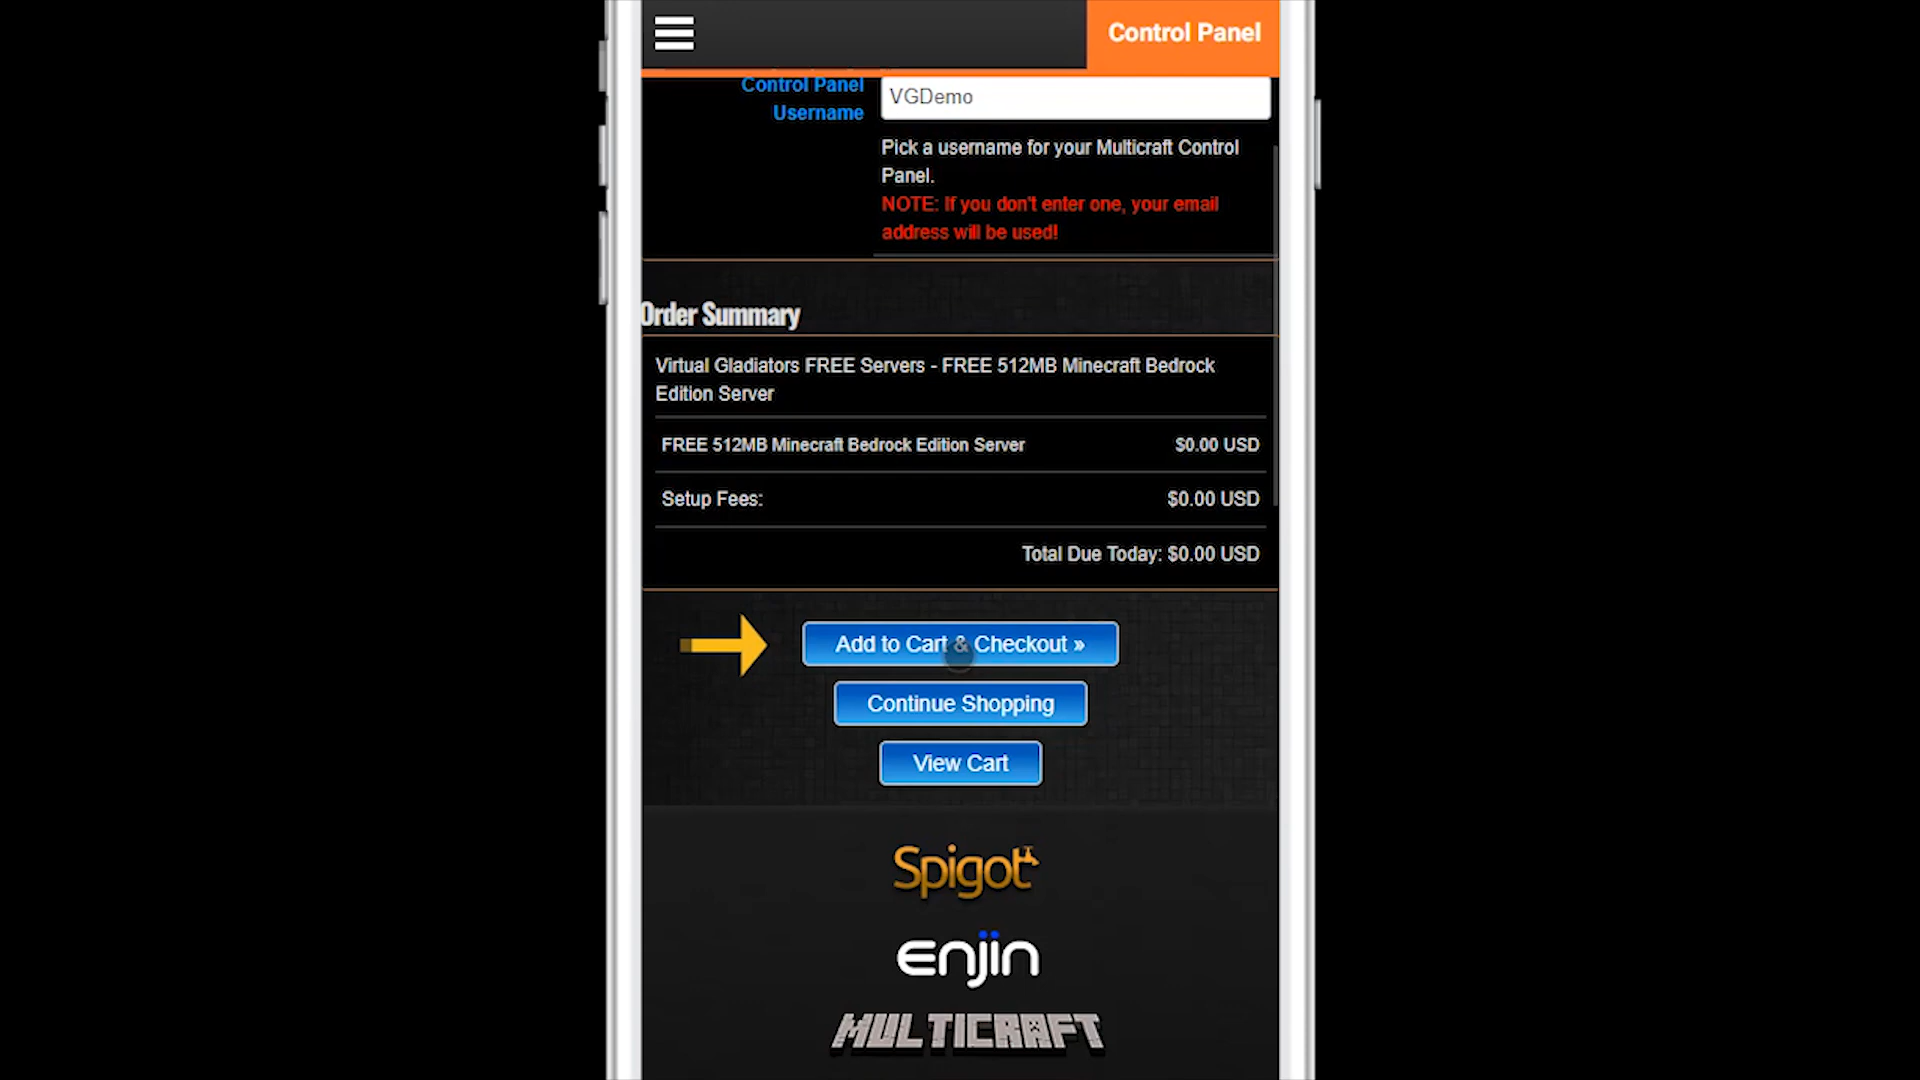 Control Panel
Control Panel
Username
VGDemo
Pick a username for your Multicraft Control
Panel.
NOTE: If you don't enter one, your email
address will be used!
Order Summary
Virtual Gladiators FREE Servers - FREE 512MB Minecraft Bedrock
Edition Server
FREE 512MB Minecraft Bedrock Edition Server $0.00 USD
Setup Fees: $0.00 USD
Total Due Today: $0.00 USD
Add to Cart & Checkout »
Continue Shopping
View Cart
Spigot
enjin
MULTICRAFT